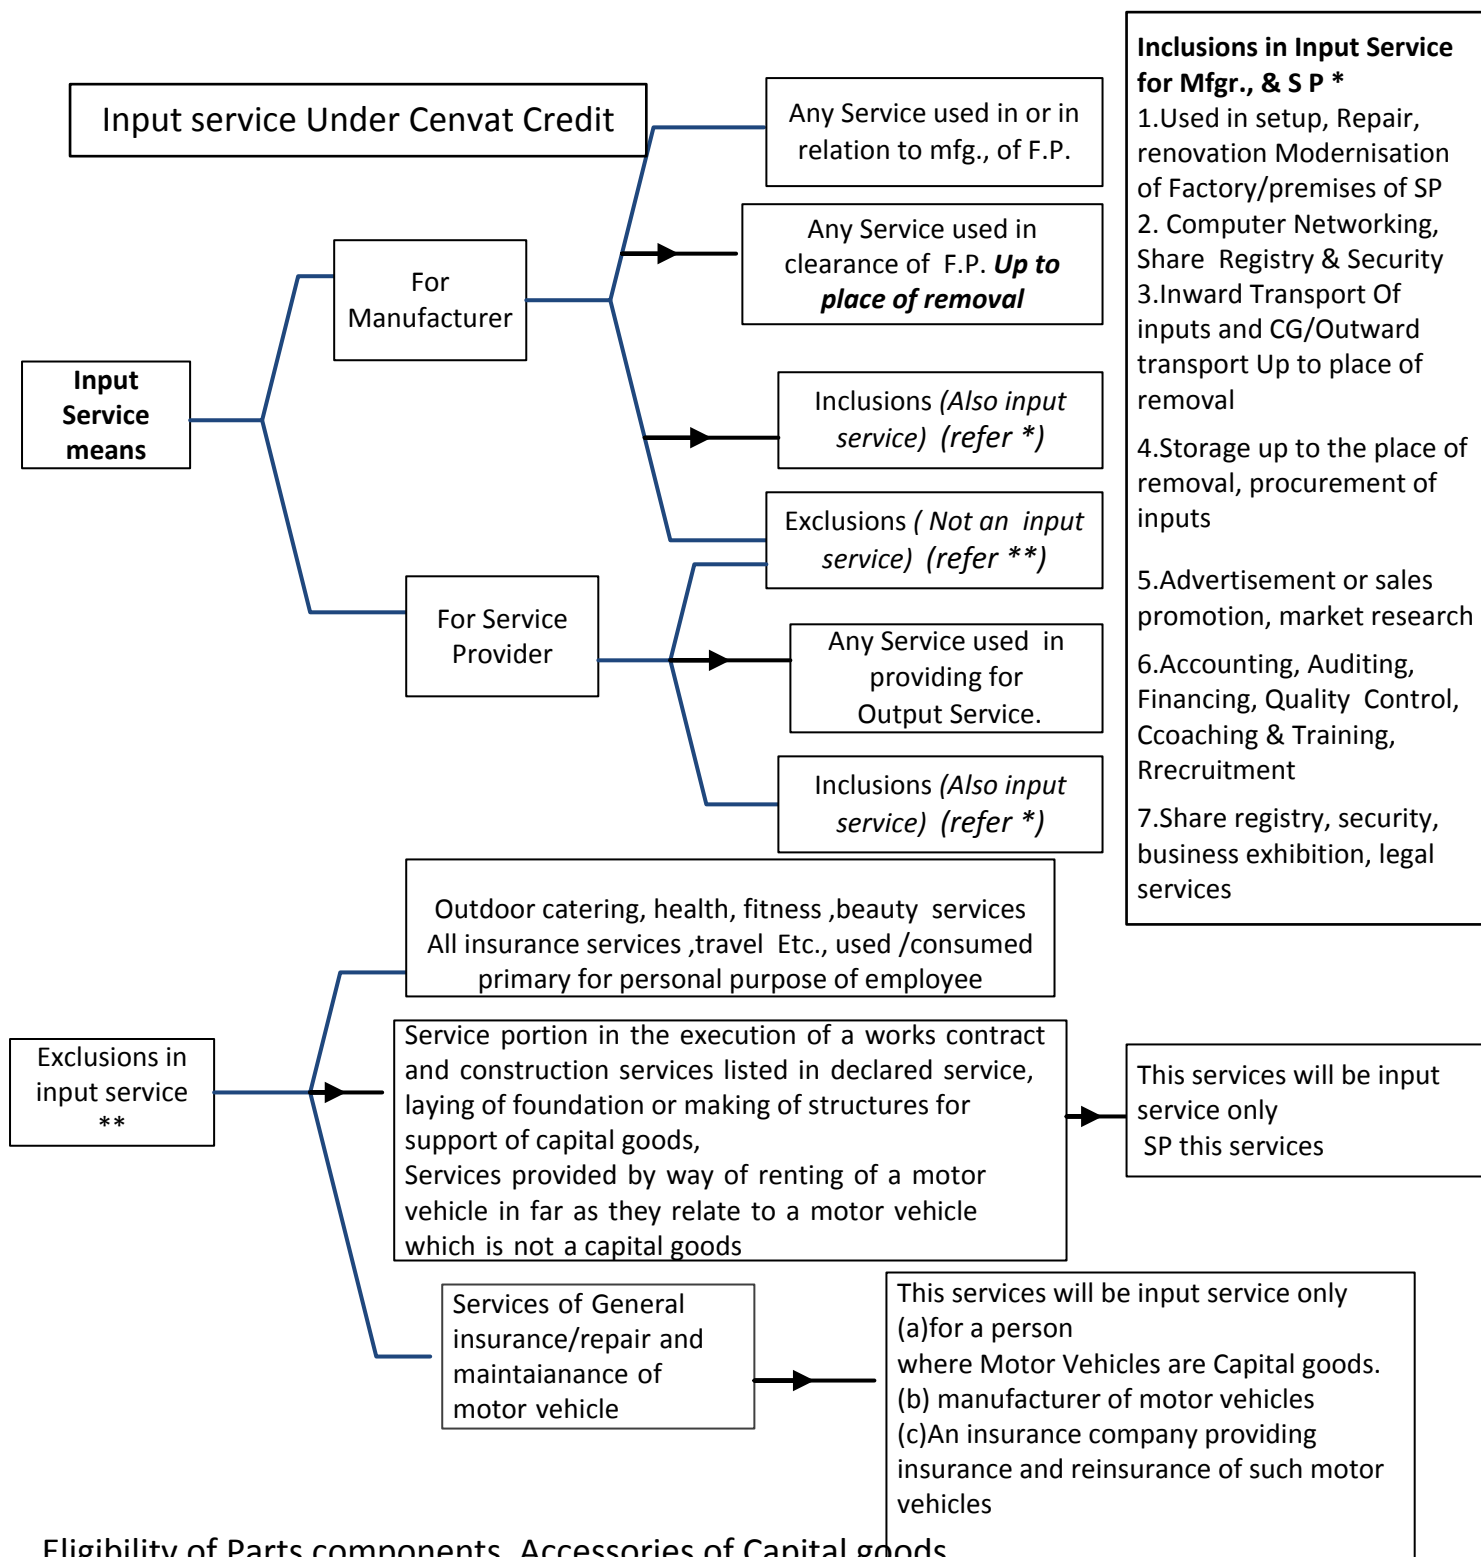 Input service Under Cenvat Credit
Input
Service
means
For
Manufacturer
Any Service used in or in
relation to mfg., of F.P.
Any Service used in
clearance of F.P. Up to
place of removal
Inclusions (Also input
service) (refer *)
Exclusions ( Not an input
service) (refer **)
For Service
Provider
Any Service used in
providing for
Output Service.
Inclusions (Also input
service) (refer *)
Inclusions in Input Service
for Mfgr., & S P *
1.Used in setup, Repair,
renovation Modernisation
of Factory/premises of SP
2. Computer Networking,
Share Registry & Security
3.Inward Transport Of
inputs and CG/Outward
transport Up to place of
removal
4.Storage up to the place of
removal, procurement of
inputs
5.Advertisement or sales
promotion, market research
6.Accounting, Auditing,
Financing, Quality Control,
Ccoaching & Training,
Rrecruitment
7.Share registry, security,
business exhibition, legal
services
Exclusions in
input service
**
Outdoor catering, health, fitness ,beauty services
All insurance services ,travel Etc., used /consumed
primary for personal purpose of employee
Service portion in the execution of a works contract
and construction services listed in declared service,
laying of foundation or making of structures for
support of capital goods,
Services provided by way of renting of a motor
vehicle in far as they relate to a motor vehicle
which is not a capital goods
This services will be input
service only
SP this services
Services of General
insurance/repair and
maintaianance of
motor vehicle
This services will be input service only
(a)for a person
where Motor Vehicles are Capital goods.
(b) manufacturer of motor vehicles
(c)An insurance company providing
insurance and reinsurance of such motor
vehicles
Eligibility of Parts components, Accessories of Capital goods